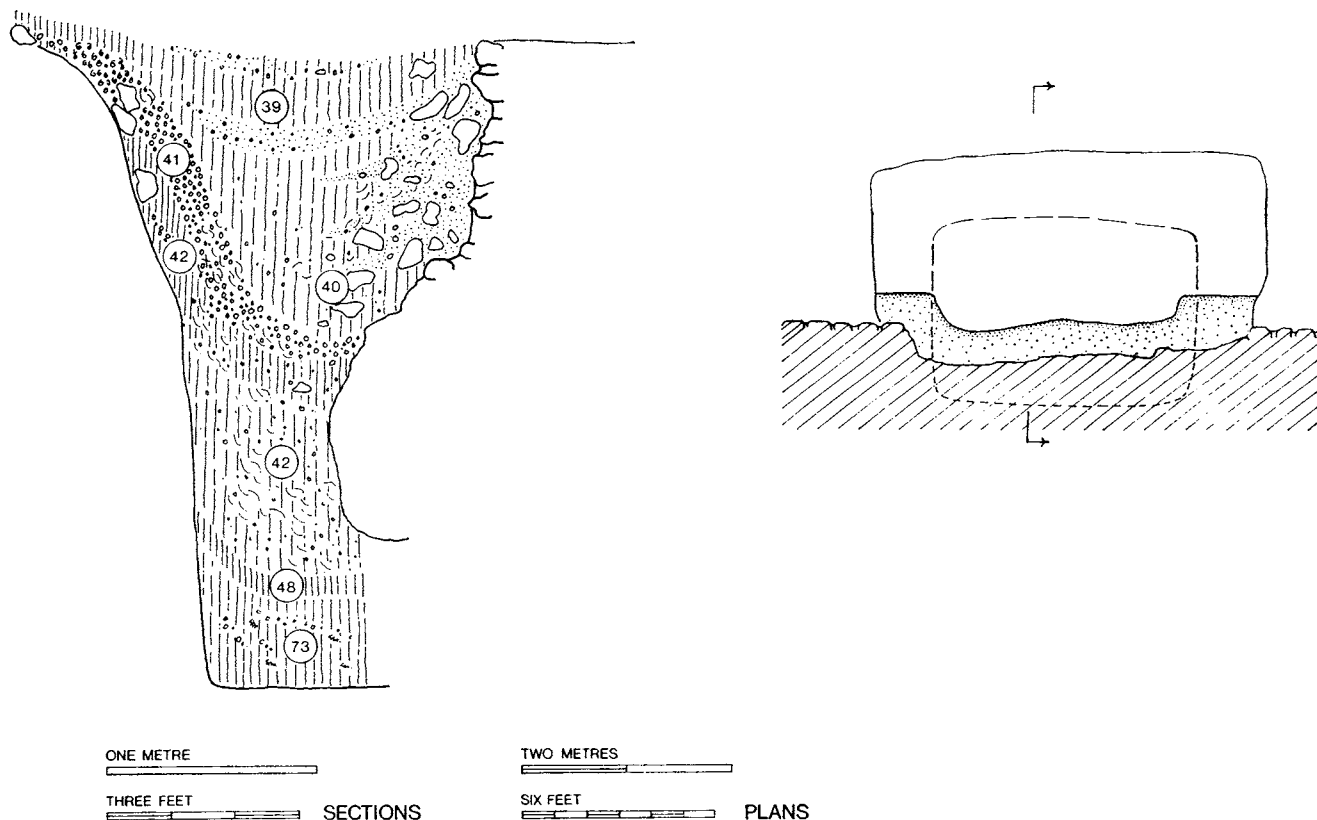 39
41
42
40
42
48
73
ONE METRE
TWO METRES
THREE FEET
SECTIONS
SIX FEET
PLANS